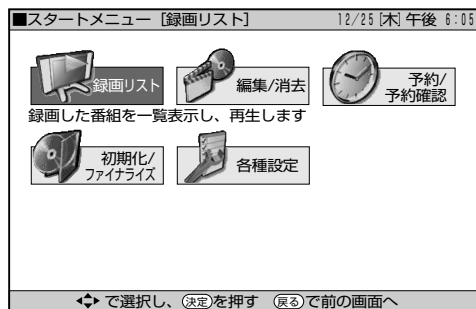 ■スタートメニュー [録画リスト] 12/25 [木] 午後 6:05
録画リスト
編集/消去
予約/
予約確認
録画した番組を一覧表示し、再生します
初期化/
ファイナライズ
各種設定
で選択し、決定を押す 戻るで前の画面へ